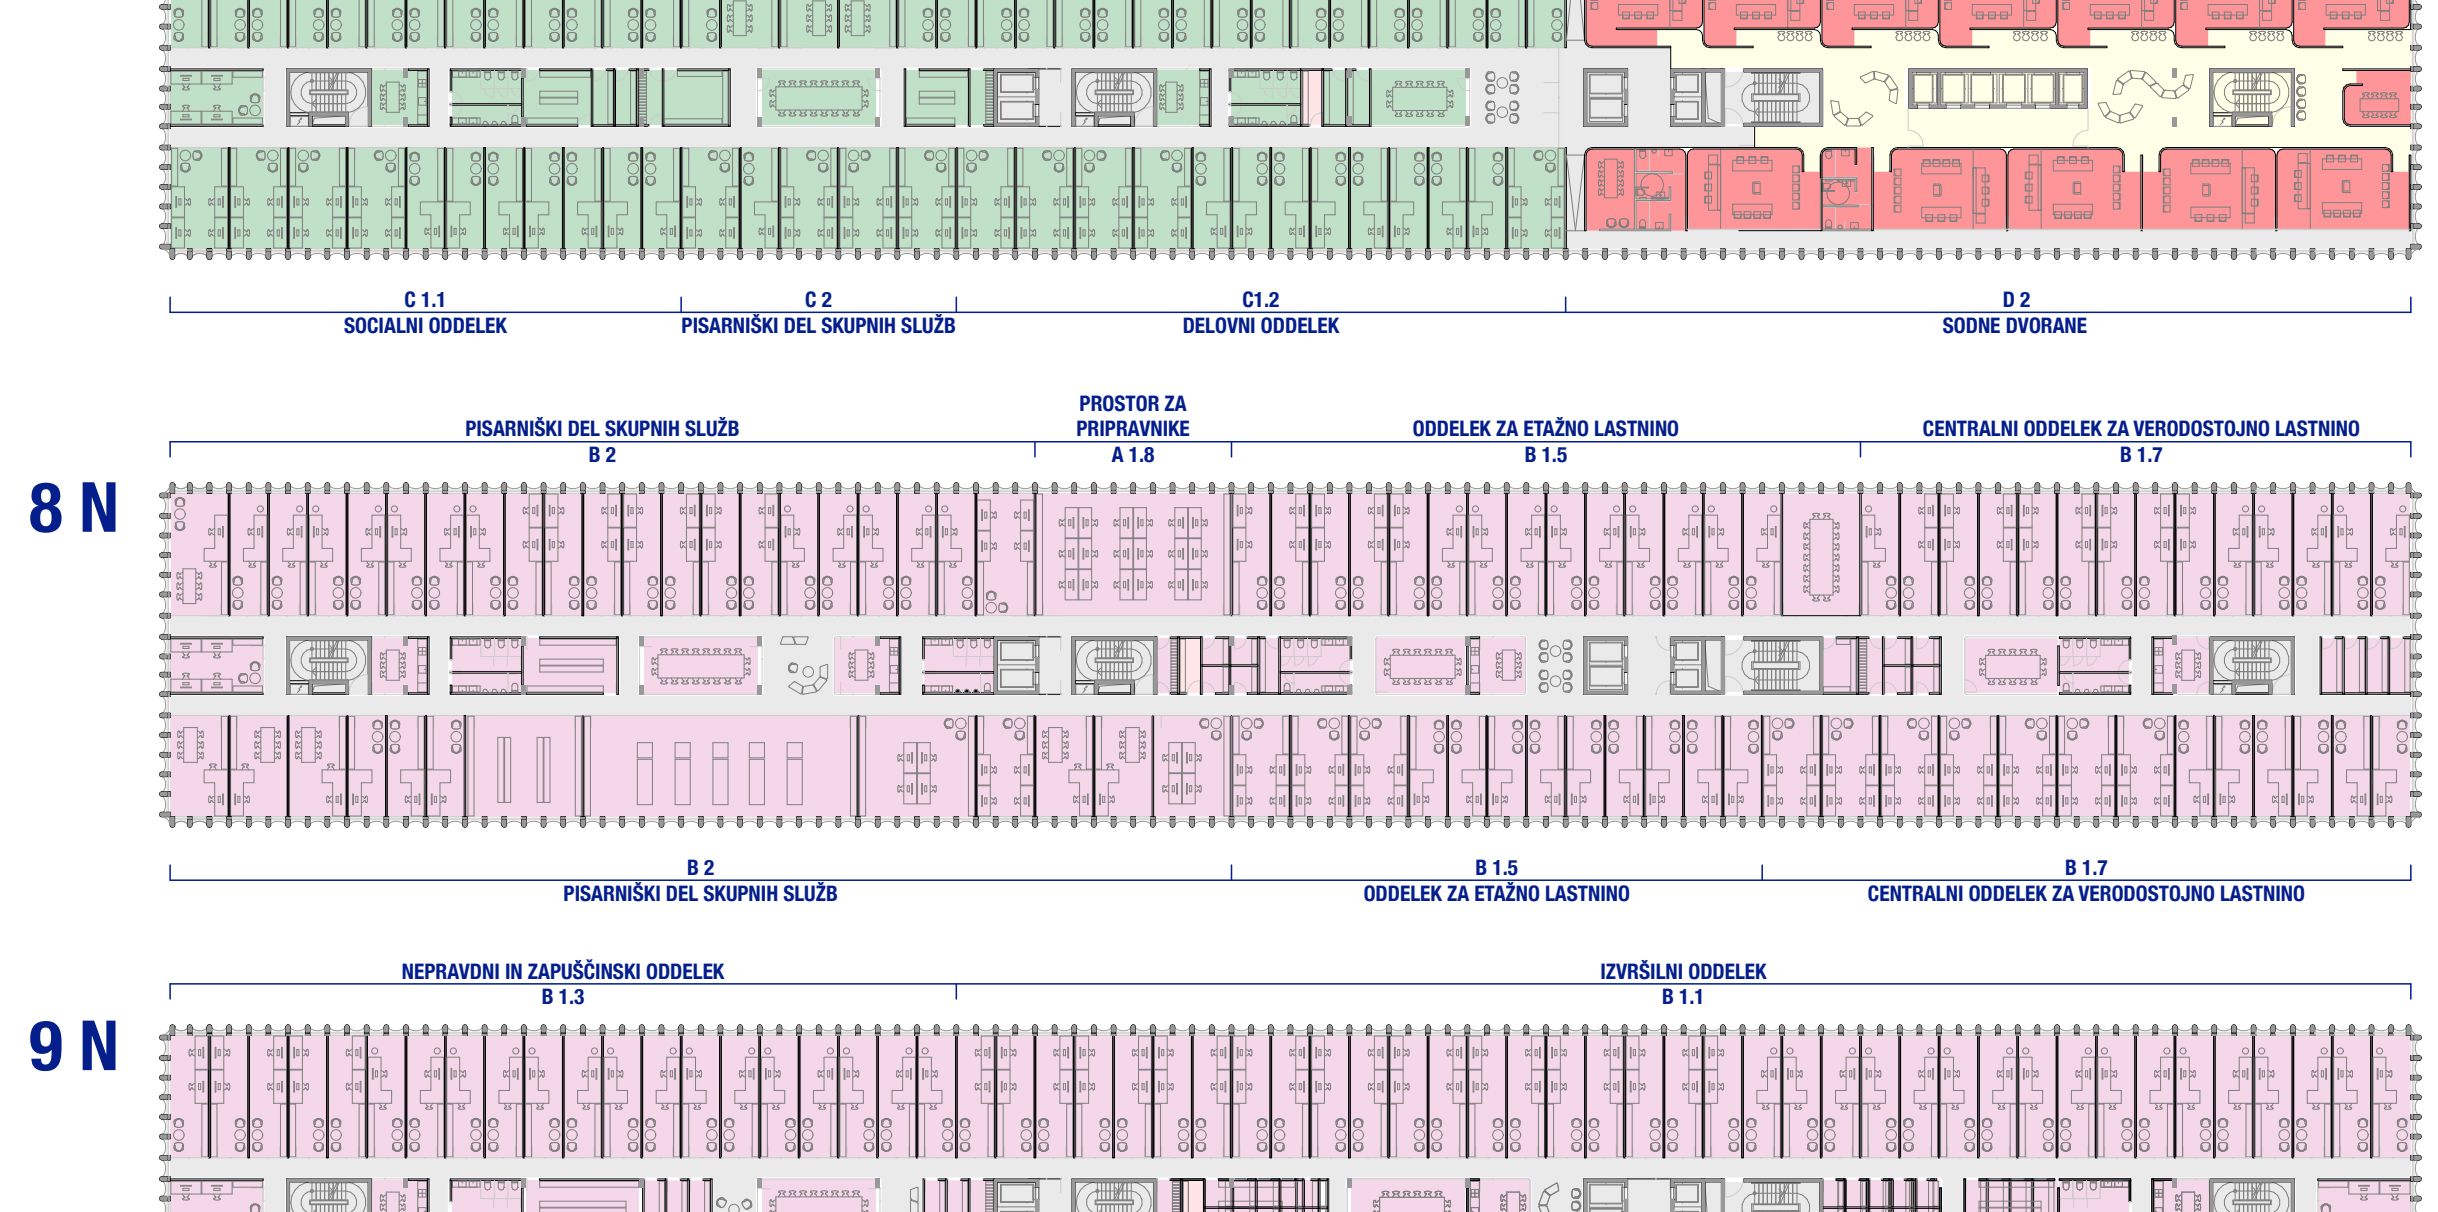 C 1.1
C 2
C1.2
D 2
SOCIALNI ODDELEK
PISARNIŠKI DEL SKUPNIH SLUŽB
DELOVNI ODDELEK
SODNE DVORANE
PISARNIŠKI DEL SKUPNIH SLUŽB
PROSTOR ZA
PRIPRAVNIKE
ODDELEK ZA ETAŽNO LASTNINO
CENTRALNI ODDELEK ZA VERODOSTOJNO LASTNINO
B 2
A 1.8
B 1.5
B 1.7
8 N
B 2
B 1.5
B 1.7
PISARNIŠKI DEL SKUPNIH SLUŽB
ODDELEK ZA ETAŽNO LASTNINO
CENTRALNI ODDELEK ZA VERODOSTOJNO LASTNINO
NEPRAVDNI IN ZAPUŠČINSKI ODDELEK
IZVRŠILNI ODDELEK
B 1.3
B 1.1
9 N